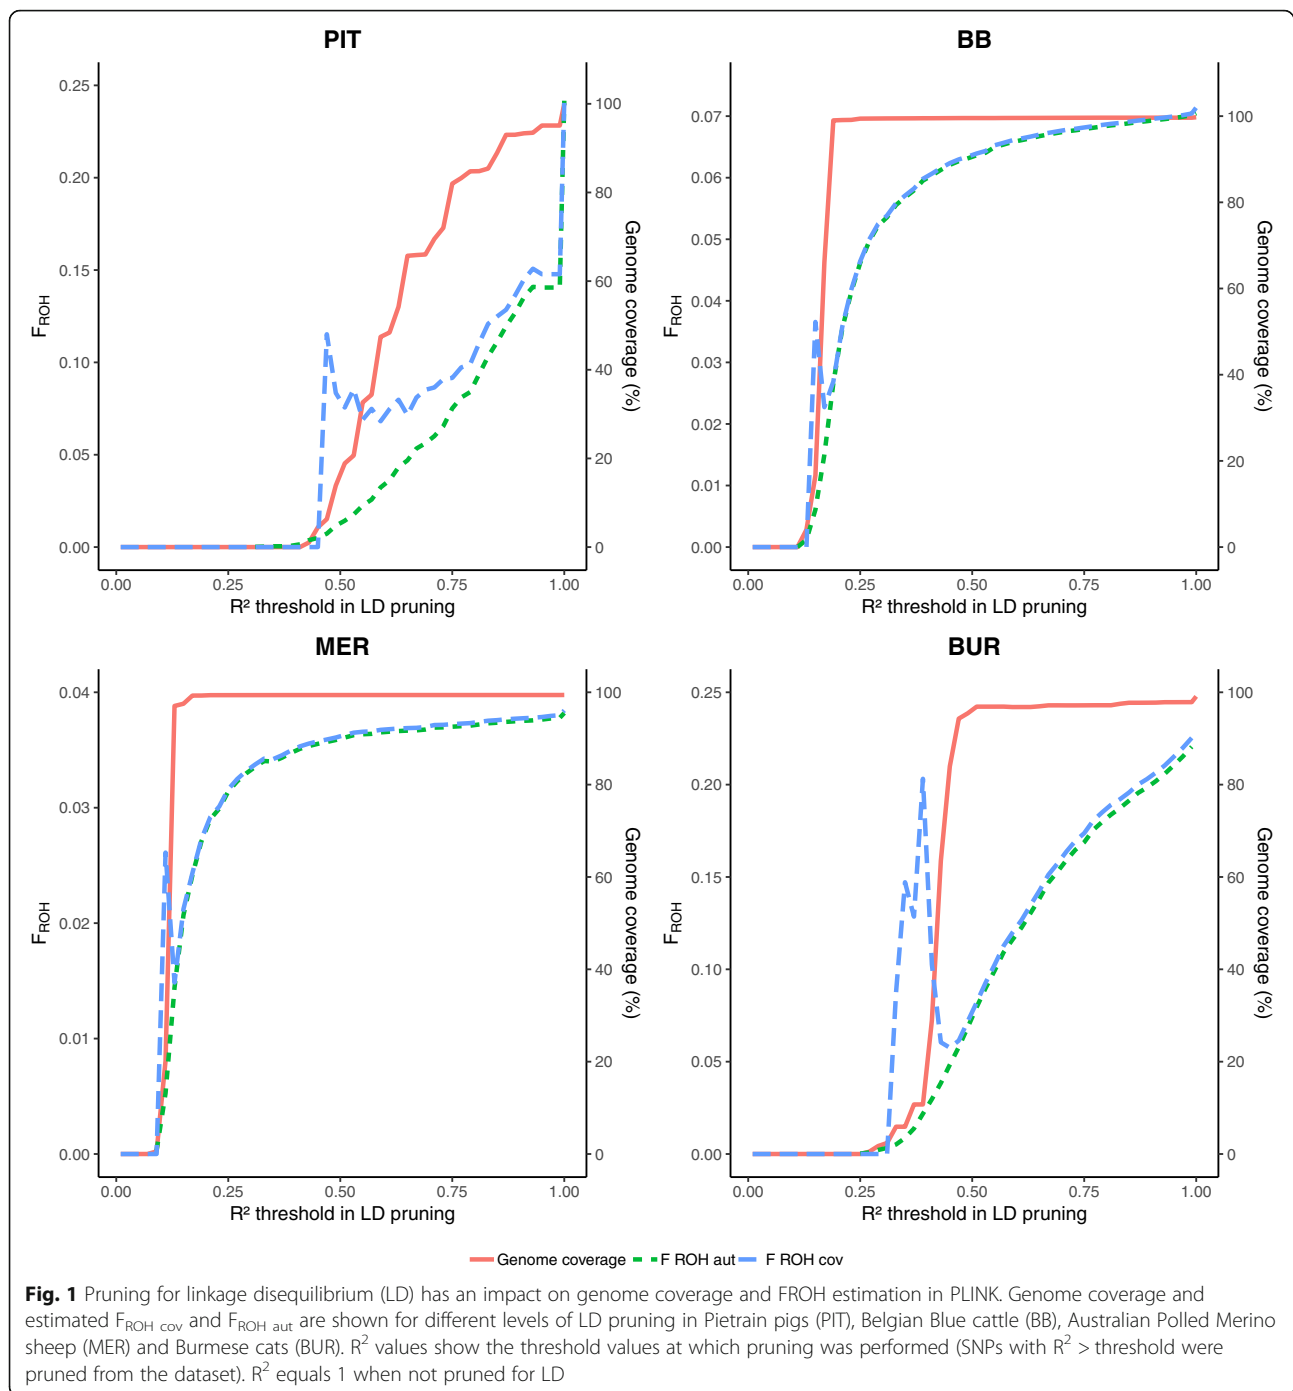 PIT
0.25
0.20
0.15
0.10
0.05
0.00
F_ROH
100
80
60
40
20
0
Genome coverage (%)
0.00 0.25 0.50 0.75 1.00
R² threshold in LD pruning
BB
0.07
0.06
0.05
0.04
0.03
0.02
0.01
0.00
F_ROH
100
80
60
40
20
0
Genome coverage (%)
0.00 0.25 0.50 0.75 1.00
R² threshold in LD pruning
MER
0.04
0.03
0.02
0.01
0.00
F_ROH
100
80
60
40
20
0
Genome coverage (%)
0.00 0.25 0.50 0.75 1.00
R² threshold in LD pruning
BUR
0.25
0.20
0.15
0.10
0.05
0.00
F_ROH
100
80
60
40
20
0
Genome coverage (%)
0.00 0.25 0.50 0.75 1.00
R² threshold in LD pruning
Genome coverage F ROH aut F ROH cov
Fig. 1 Pruning for linkage disequilibrium (LD) has an impact on genome coverage and FROH estimation in PLINK. Genome coverage and
estimated F_ROH cov and F_ROH aut are shown for different levels of LD pruning in Pietrain pigs (PIT), Belgian Blue cattle (BB), Australian Polled Merino
sheep (MER) and Burmese cats (BUR). R² values show the threshold values at which pruning was performed (SNPs with R² > threshold were
pruned from the dataset). R² equals 1 when not pruned for LD